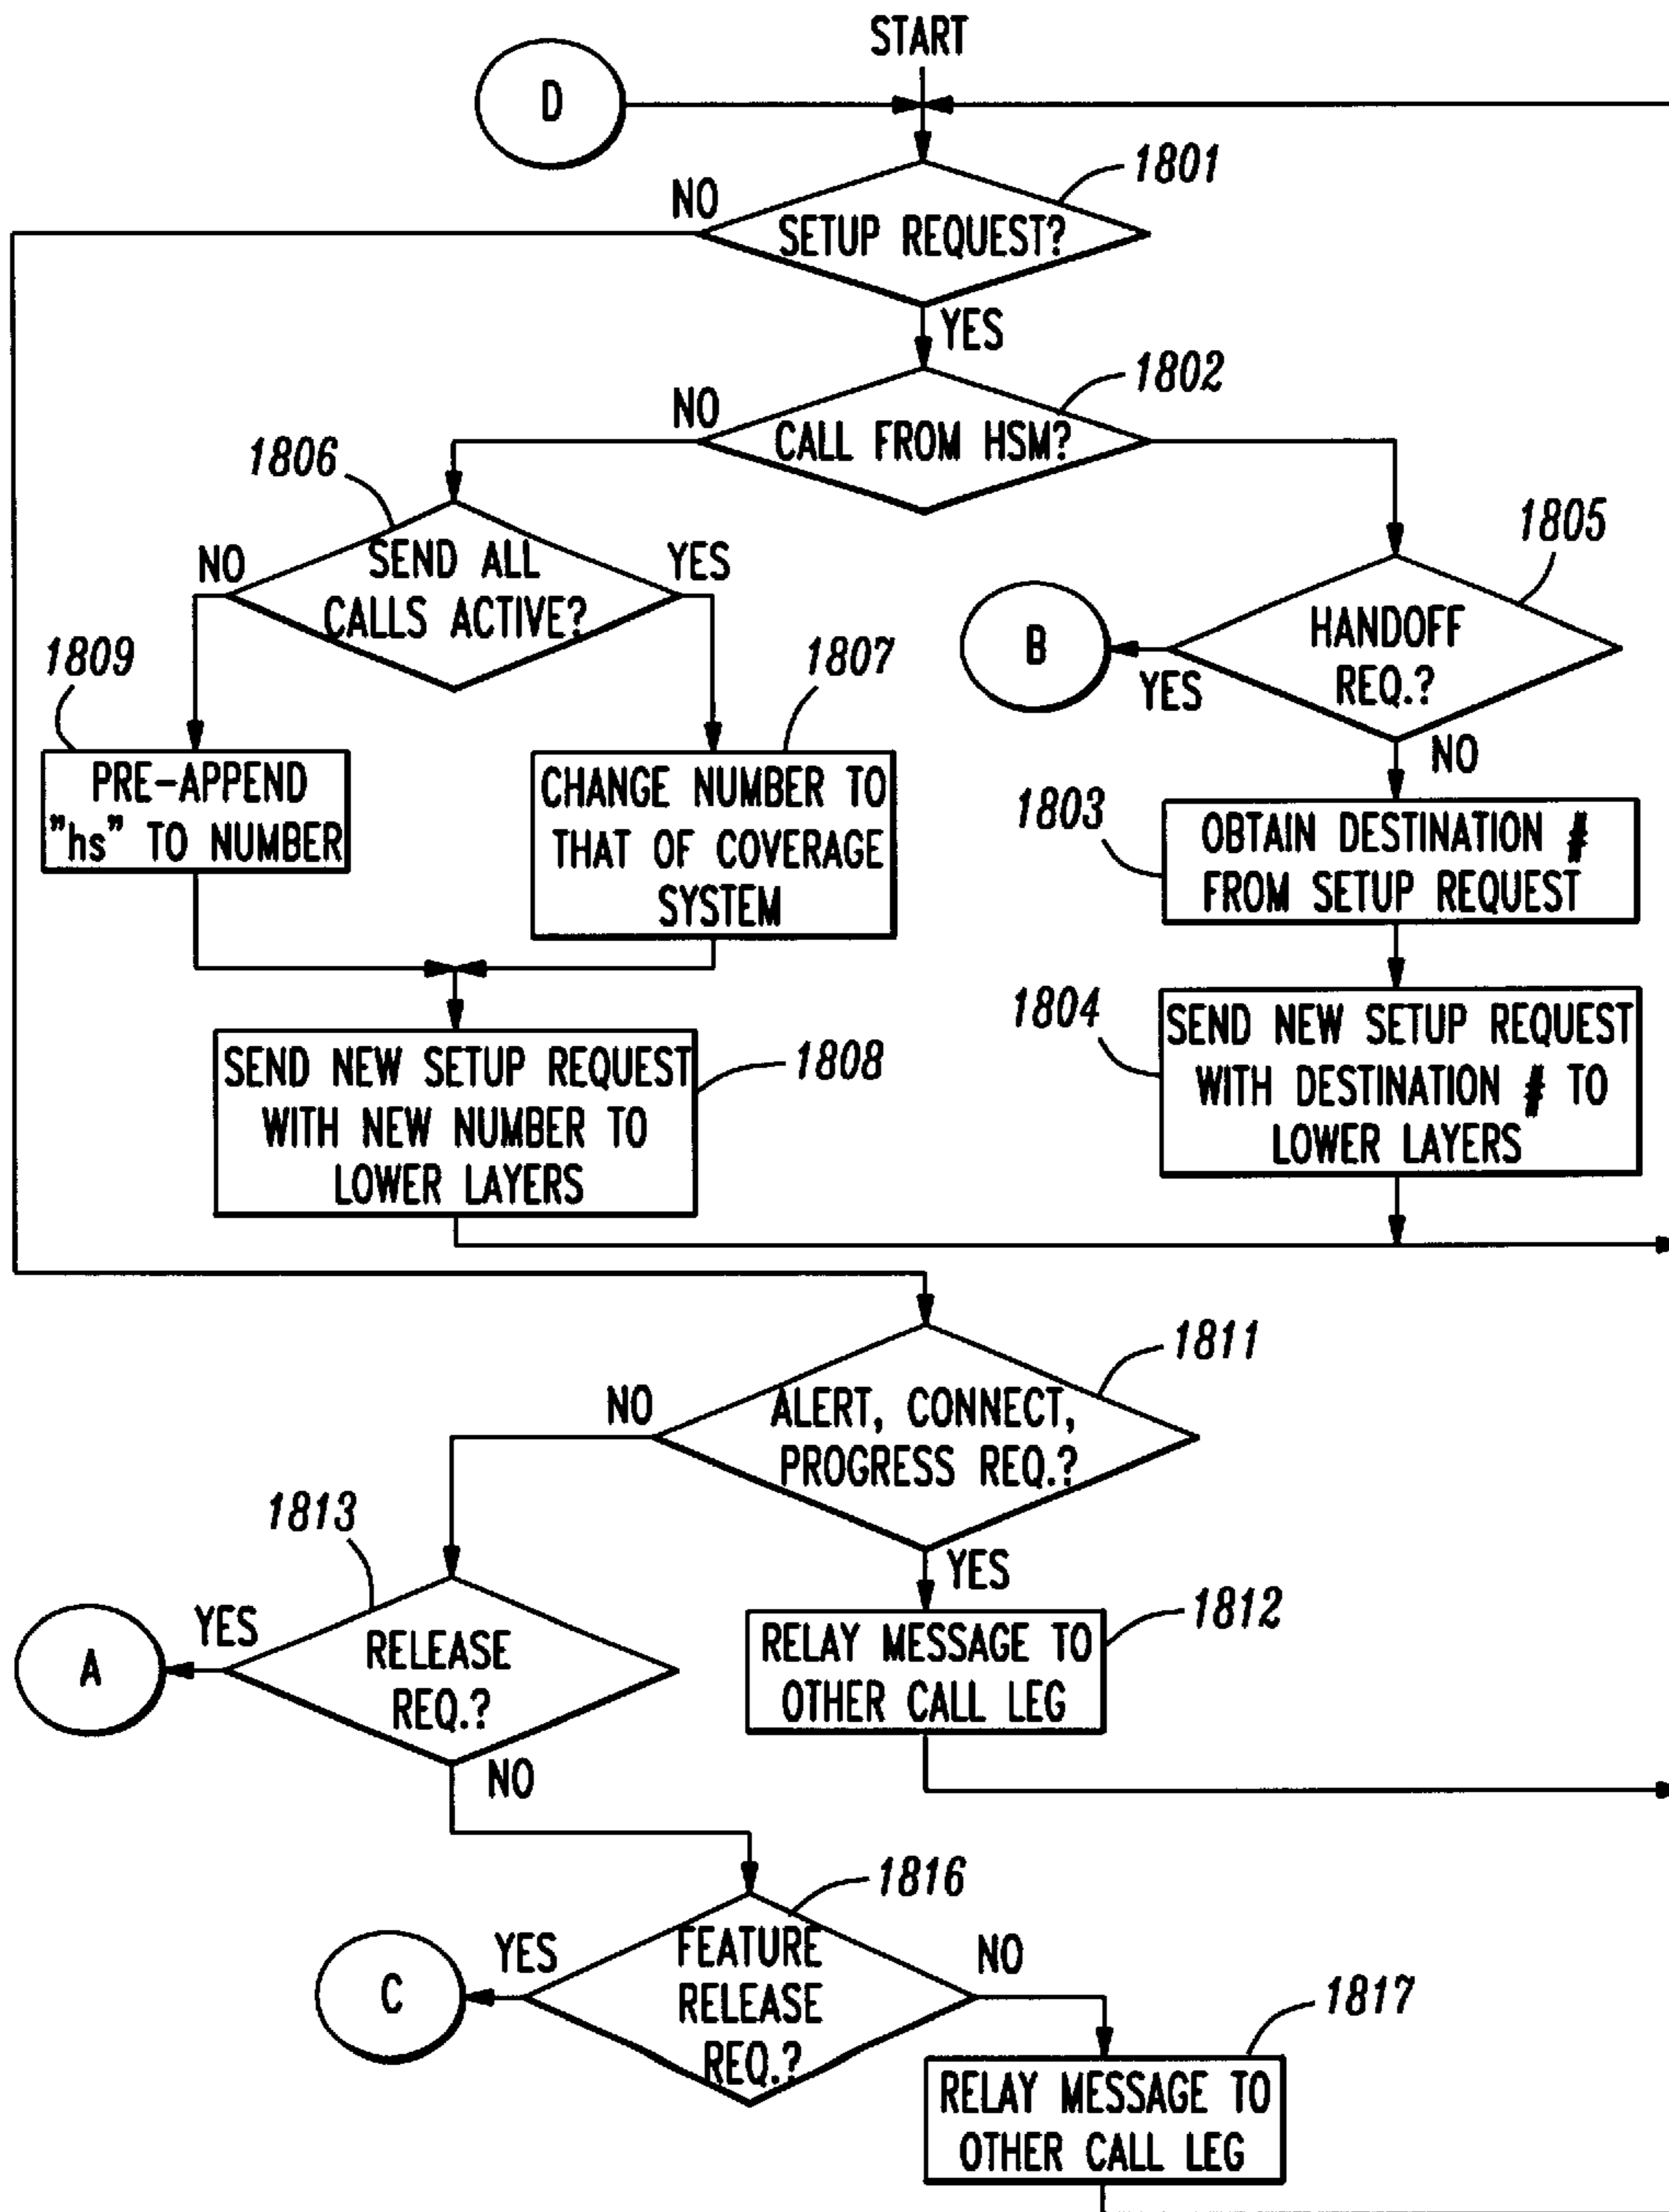 START
D
1801
NO
SETUP REQUEST?
YES
1802
NO
CALL FROM HSM?
1806
1805
NO
SEND ALL
CALLS ACTIVE?
YES
B
HANDOFF
REQ.?
YES
NO
1809
1807
PRE-APPEND
"hs" TO NUMBER
CHANGE NUMBER TO
THAT OF COVERAGE
SYSTEM
1803
OBTAIN DESTINATION #
FROM SETUP REQUEST
1804
SEND NEW SETUP REQUEST
WITH DESTINATION # TO
LOWER LAYERS
SEND NEW SETUP REQUEST
WITH NEW NUMBER TO
LOWER LAYERS
1808
1811
NO
ALERT, CONNECT,
PROGRESS REQ.?
YES
1813
1812
A
YES
RELEASE
REQ.?
NO
RELAY MESSAGE TO
OTHER CALL LEG
1816
C
YES
FEATURE
RELEASE
REQ.?
NO
1817
RELAY MESSAGE TO
OTHER CALL LEG